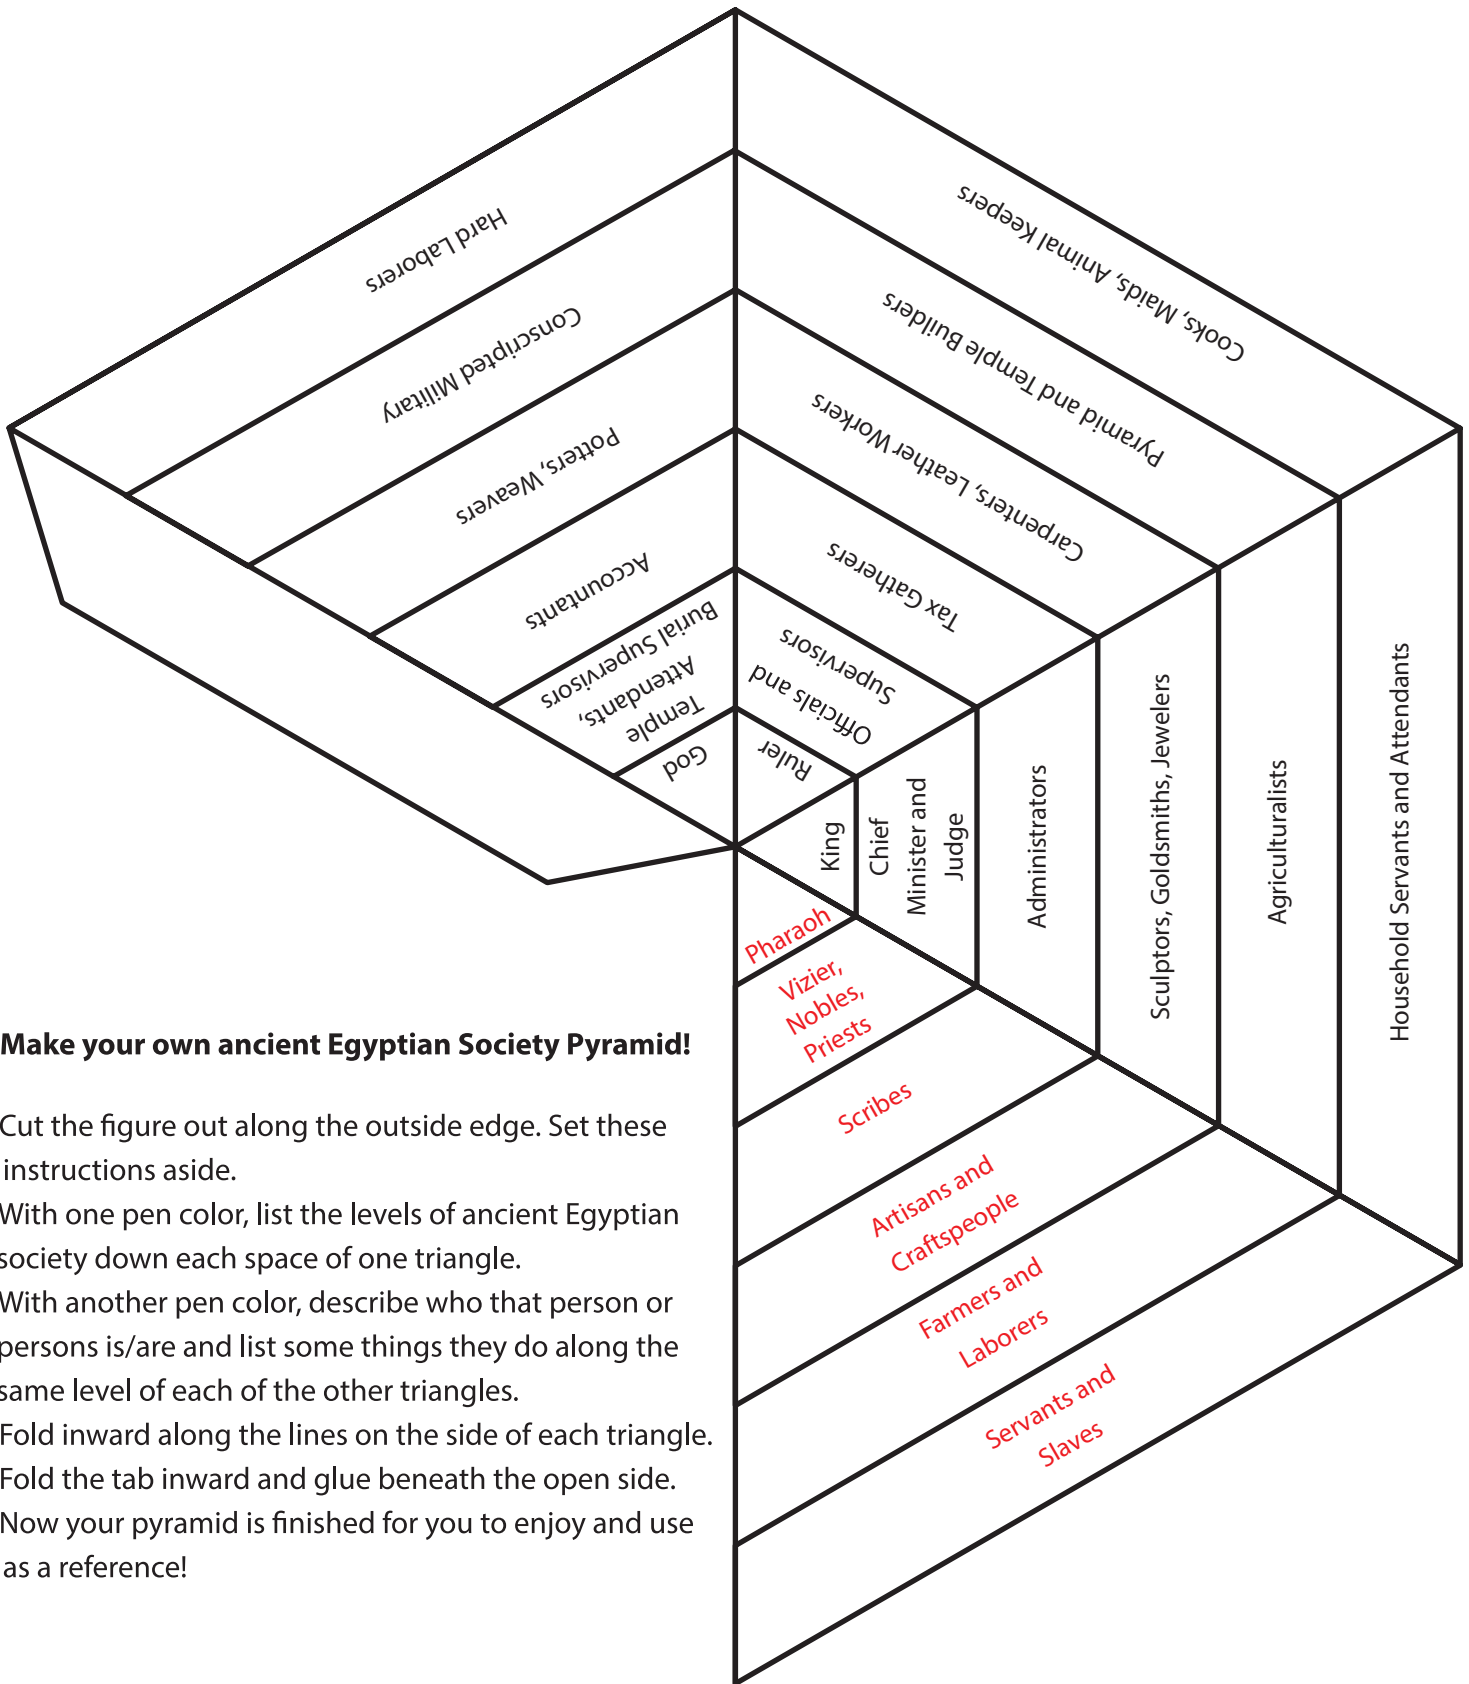 Hard Laborers
Conscripted Military
Potters, Weavers
Accountants
Temple
Attendants,
Burial Supervisors
God
Cooks, Maids, Animal Keepers
Pyramid and Temple Builders
Carpenters, Leather Workers
Tax Gatherers
Officials and
Supervisors
Ruler
King
Chief
Minister and
Judge
Administrators
Sculptors, Goldsmiths, Jewelers
Agriculturalists
Household Servants and Attendants
Pharaoh
Vizier,
Nobles,
Priests
Scribes
Artisans and
Craftspeople
Farmers and
Laborers
Servants and
Slaves
Make your own ancient Egyptian Society Pyramid!
Cut the figure out along the outside edge. Set these
instructions aside.
With one pen color, list the levels of ancient Egyptian
society down each space of one triangle.
With another pen color, describe who that person or
persons is/are and list some things they do along the
same level of each of the other triangles.
Fold inward along the lines on the side of each triangle.
Fold the tab inward and glue beneath the open side.
Now your pyramid is finished for you to enjoy and use
as a reference!